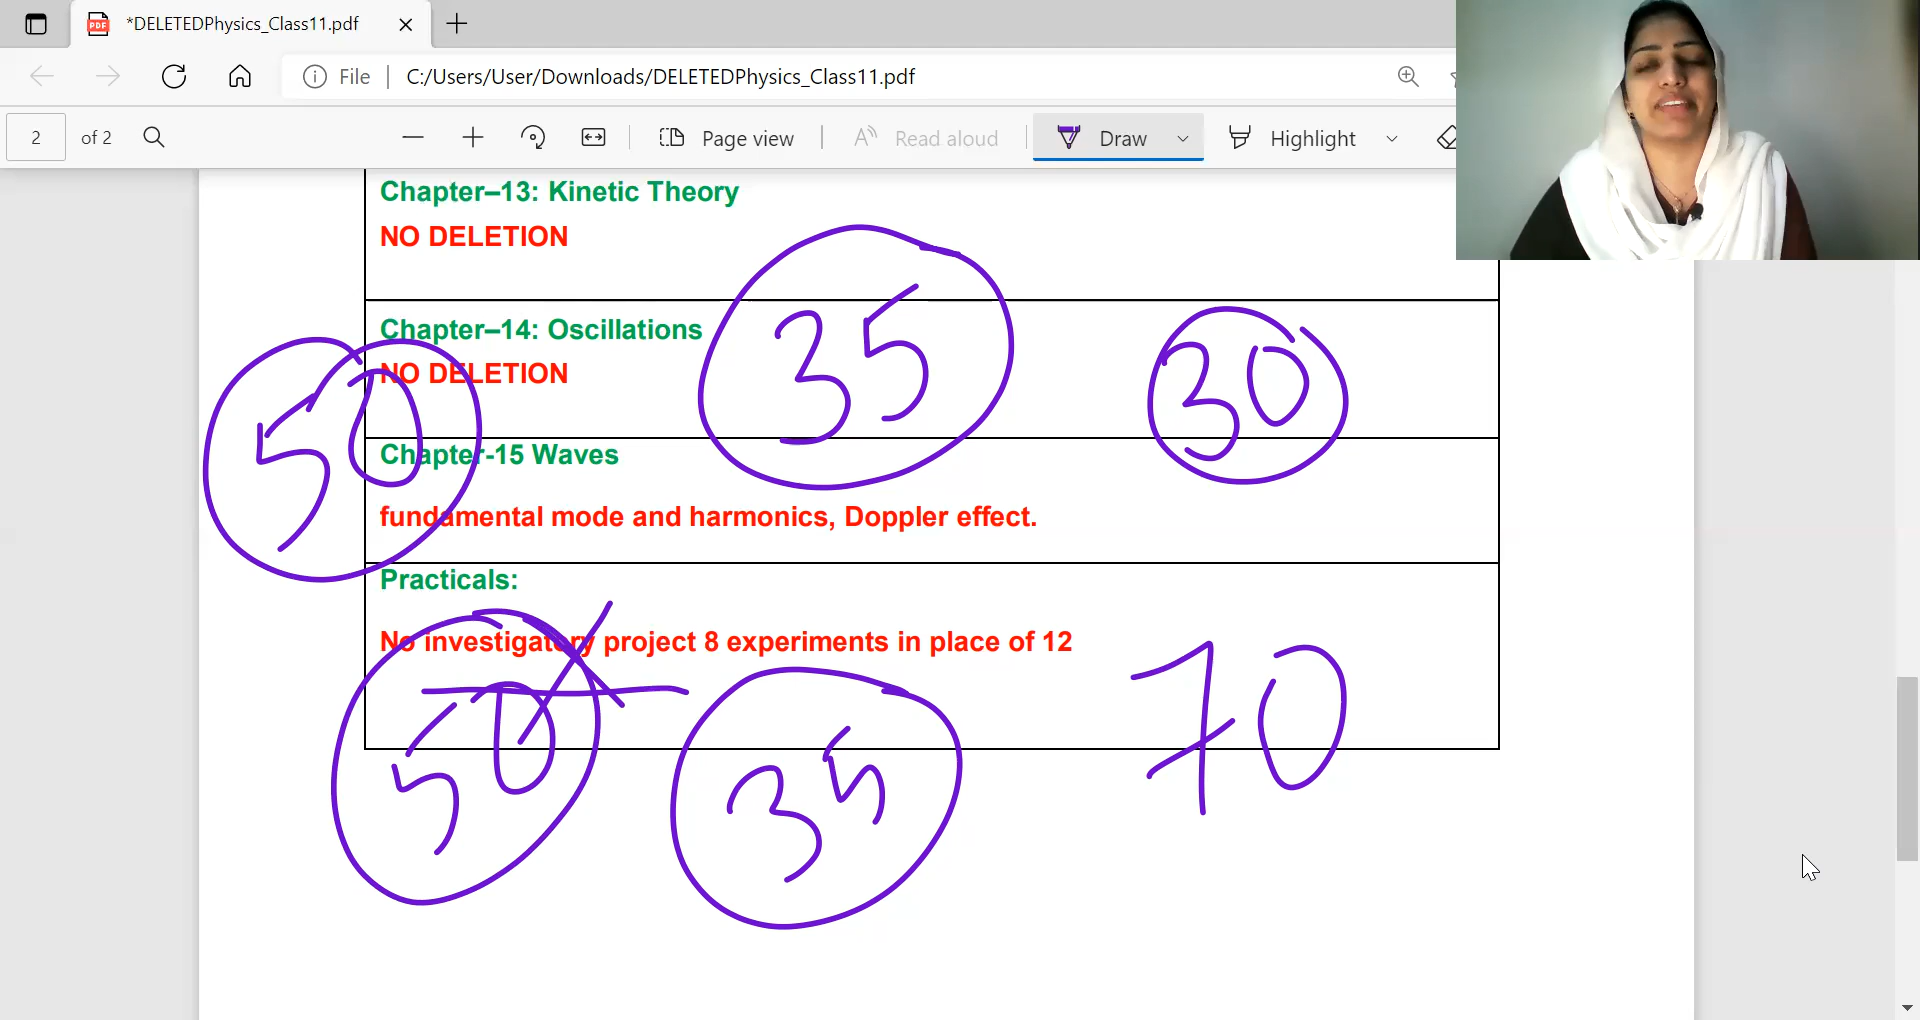 *DELETEDPhysics_Class11.pdf
File C:/Users/User/Downloads/DELETEDPhysics_Class11.pdf
2 of 2 Page view Read aloud Draw Highlight
Chapter–13: Kinetic Theory
NO DELETION
35
30
Chapter–14: Oscillations
NO DELETION
50
Chapter-15 Waves
fundamental mode and harmonics, Doppler effect.
Practicals:
No investigatory project 8 experiments in place of 12
50 35 70